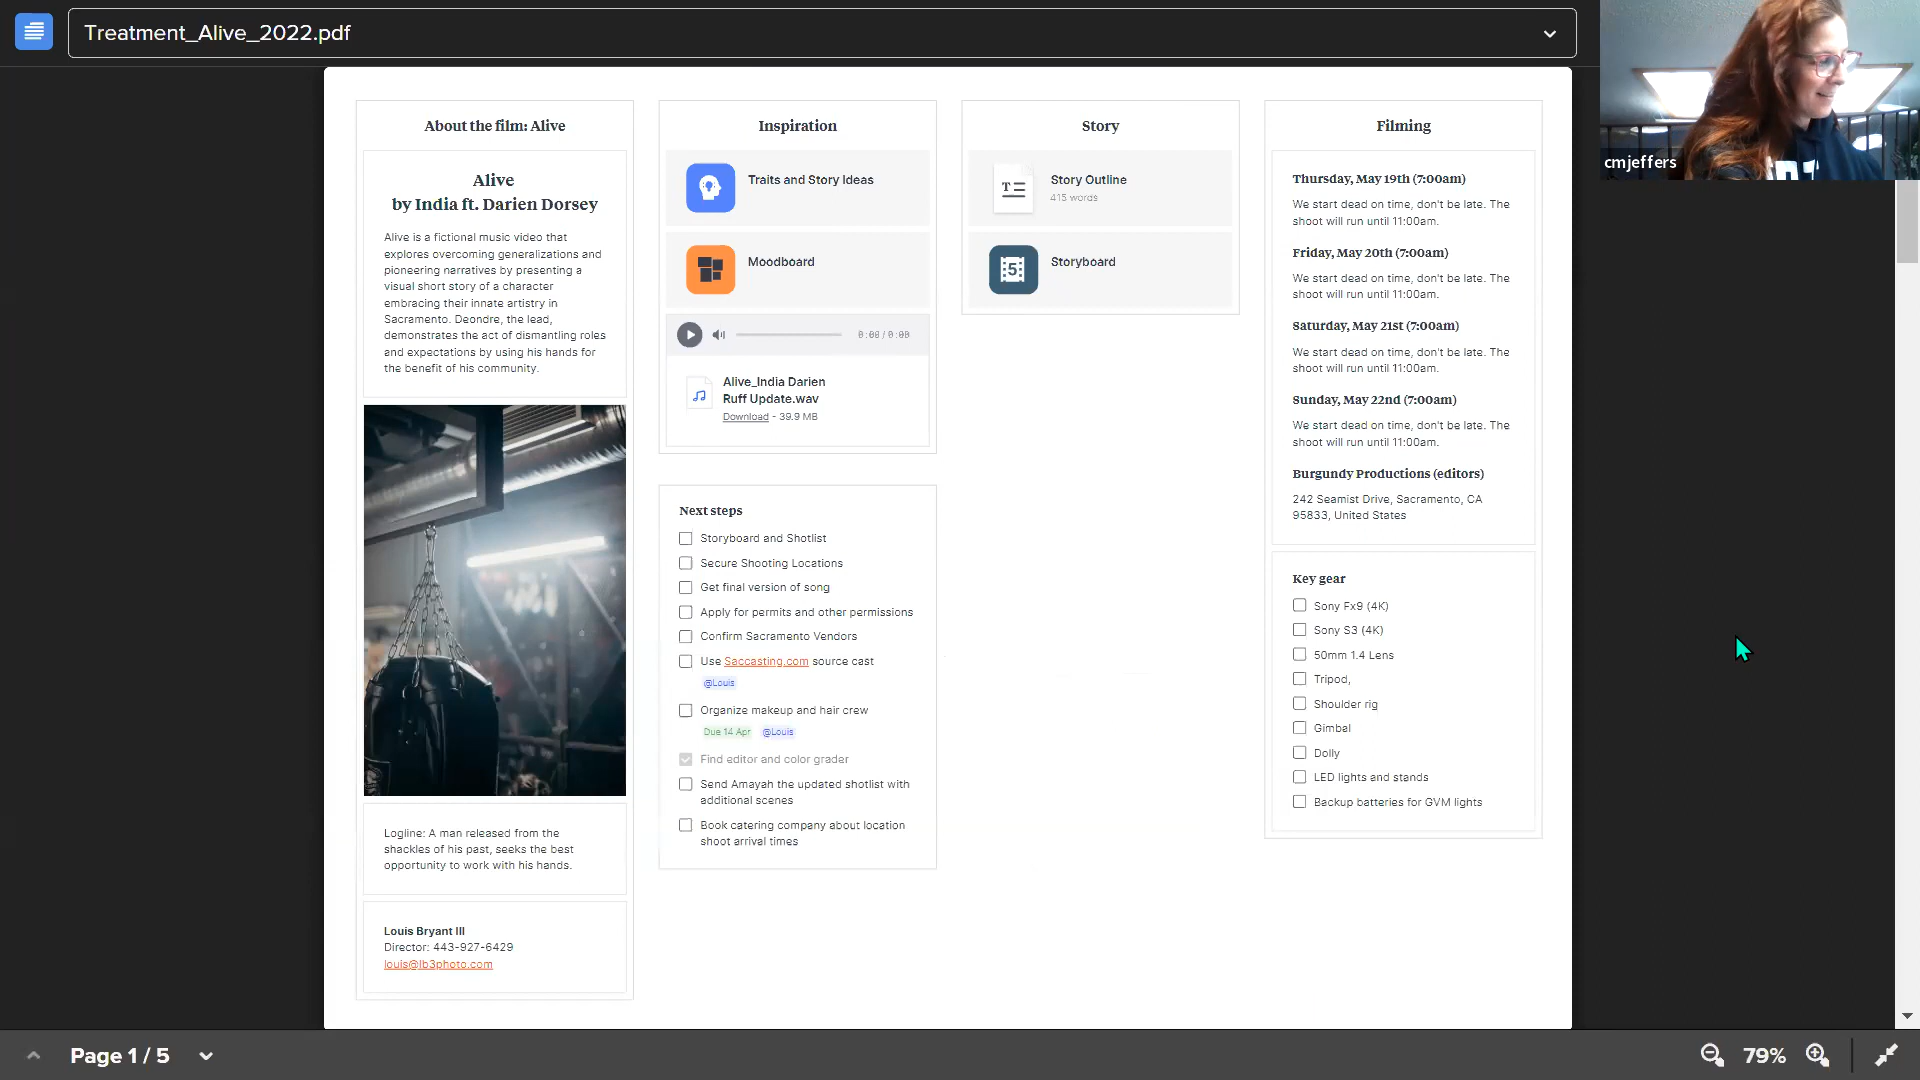 Treatment_Alive_2022.pdf
cmjeffers
About the film: Alive
Alive
by India ft. Darien Dorsey
Alive is a fictional music video that
explores overcoming generalizations and
pioneering narratives by presenting a
visual short story of a character
embracing their innate artistry in
Sacramento. Deondre, the lead,
demonstrates the act of dismantling roles
and expectations by using his hands for
the benefit of his community.
Logline: A man released from the
shackles of his past, seeks the best
opportunity to work with his hands.
Louis Bryant III
Director: 443-927-6429
louis@lb3photo.com
Inspiration
Traits and Story Ideas
Moodboard
0:00 / 0:00
Alive_India Darien
Ruff Update.wav
Download - 39.9 MB
Next steps
Storyboard and Shotlist
Secure Shooting Locations
Get final version of song
Apply for permits and other permissions
Confirm Sacramento Vendors
Use Saccasting.com source cast
@Louis
Organize makeup and hair crew
Due 14 Apr @Louis
Find editor and color grader
Send Amayah the updated shotlist with
additional scenes
Book catering company about location
shoot arrival times
Story
T
Story Outline
415 words
5
Storyboard
Filming
Thursday, May 19th (7:00am)
We start dead on time, don't be late. The
shoot will run until 11:00am.
Friday, May 20th (7:00am)
We start dead on time, don't be late. The
shoot will run until 11:00am.
Saturday, May 21st (7:00am)
We start dead on time, don't be late. The
shoot will run until 11:00am.
Sunday, May 22nd (7:00am)
We start dead on time, don't be late. The
shoot will run until 11:00am.
Burgundy Productions (editors)
242 Seamist Drive, Sacramento, CA
95833, United States
Key gear
Sony Fx9 (4K)
Sony S3 (4K)
50mm 1.4 Lens
Tripod,
Shoulder rig
Gimbal
Dolly
LED lights and stands
Backup batteries for GVM lights
Page 1 / 5
79%